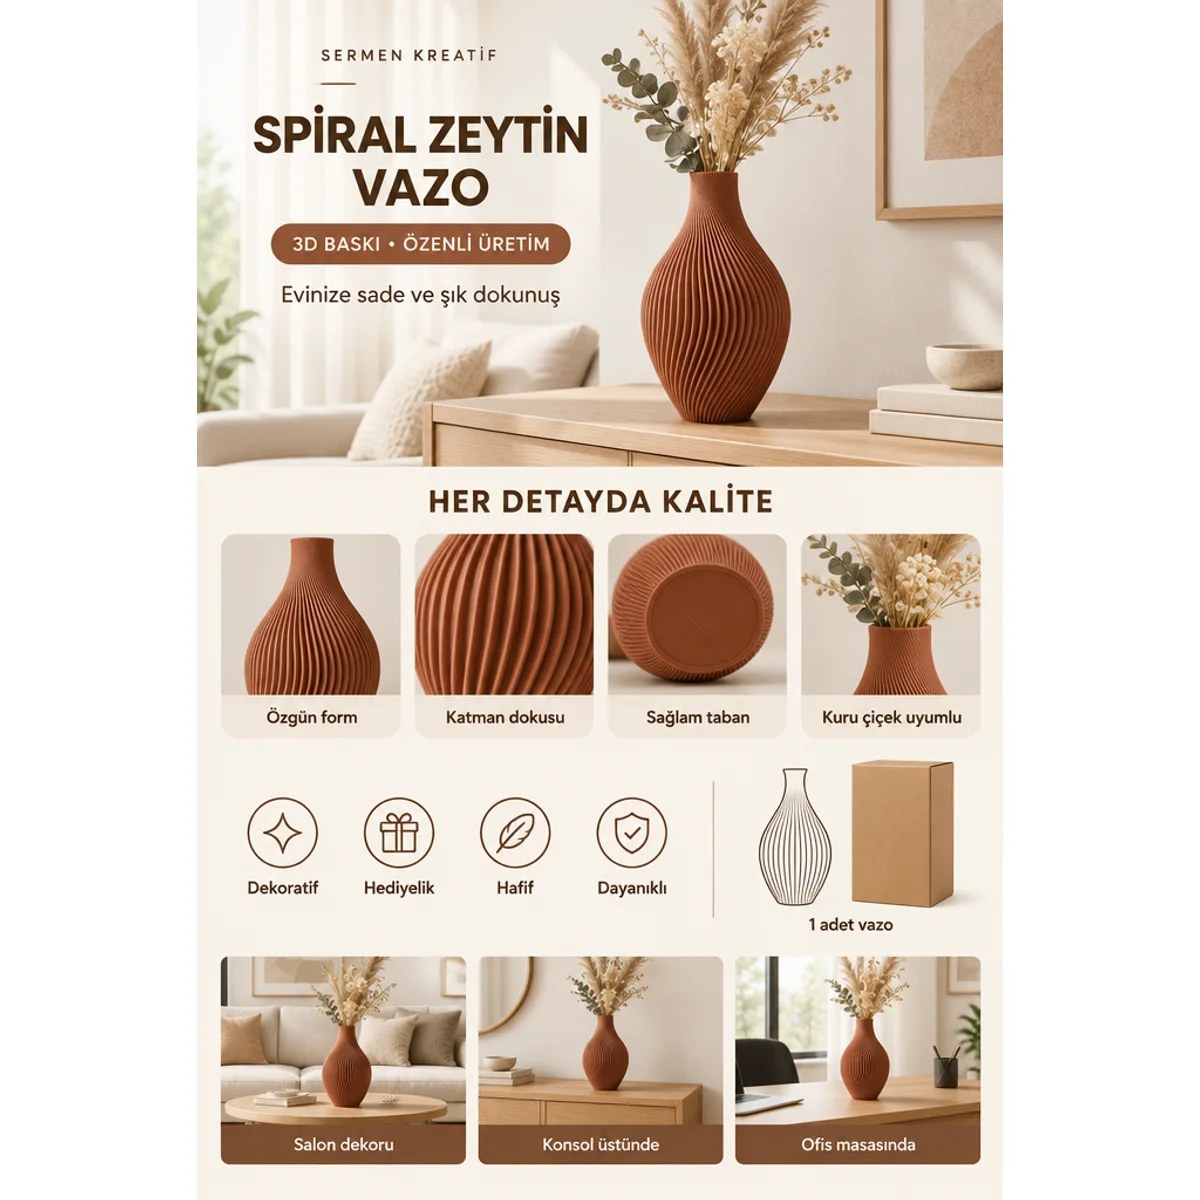 SERMEN KREATİF
SPİRAL ZEYTİN
VAZO
3D BASKI • ÖZENLİ ÜRETİM
Evinize sade ve şık dokunuş
HER DETAYDA KALİTE
Özgün form
Katman dokusu
Sağlam taban
Kuru çiçek uyumlu
Dekoratif
Hediyelik
Hafif
Dayanıklı
1 adet vazo
Salon dekoru
Konsol üstünde
Ofis masasında